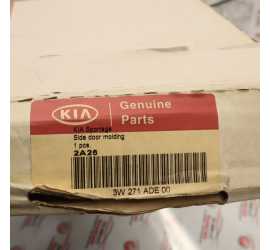 KIA
Genuine
Parts
KIA Sportage
Side door molding
1 pcs.
2A26
3W 271 ADE 00